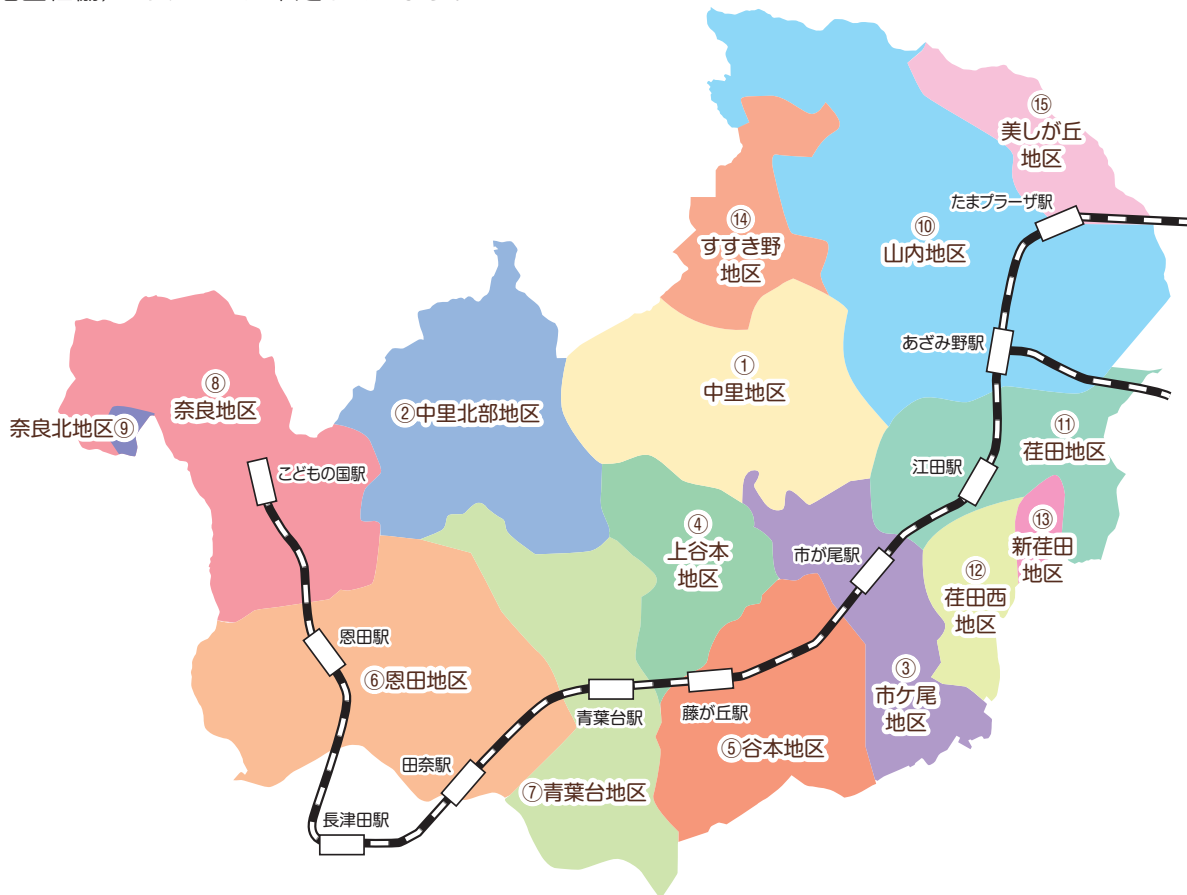 ⑮
美しが丘
地区
たまプラーザ駅
⑭
すすき野
地区
⑩
山内地区
あざみ野駅
①
中里地区
⑧
奈良地区
②中里北部地区
奈良北地区⑨
⑪
荏田地区
こどもの国駅
江田駅
④
上谷本
地区
⑬
新荏田
地区
市が尾駅
⑫
荏田西
地区
恩田駅
⑥恩田地区
③
市ケ尾
地区
青葉台駅
藤が丘駅
⑤谷本地区
田奈駅
⑦青葉台地区
長津田駅